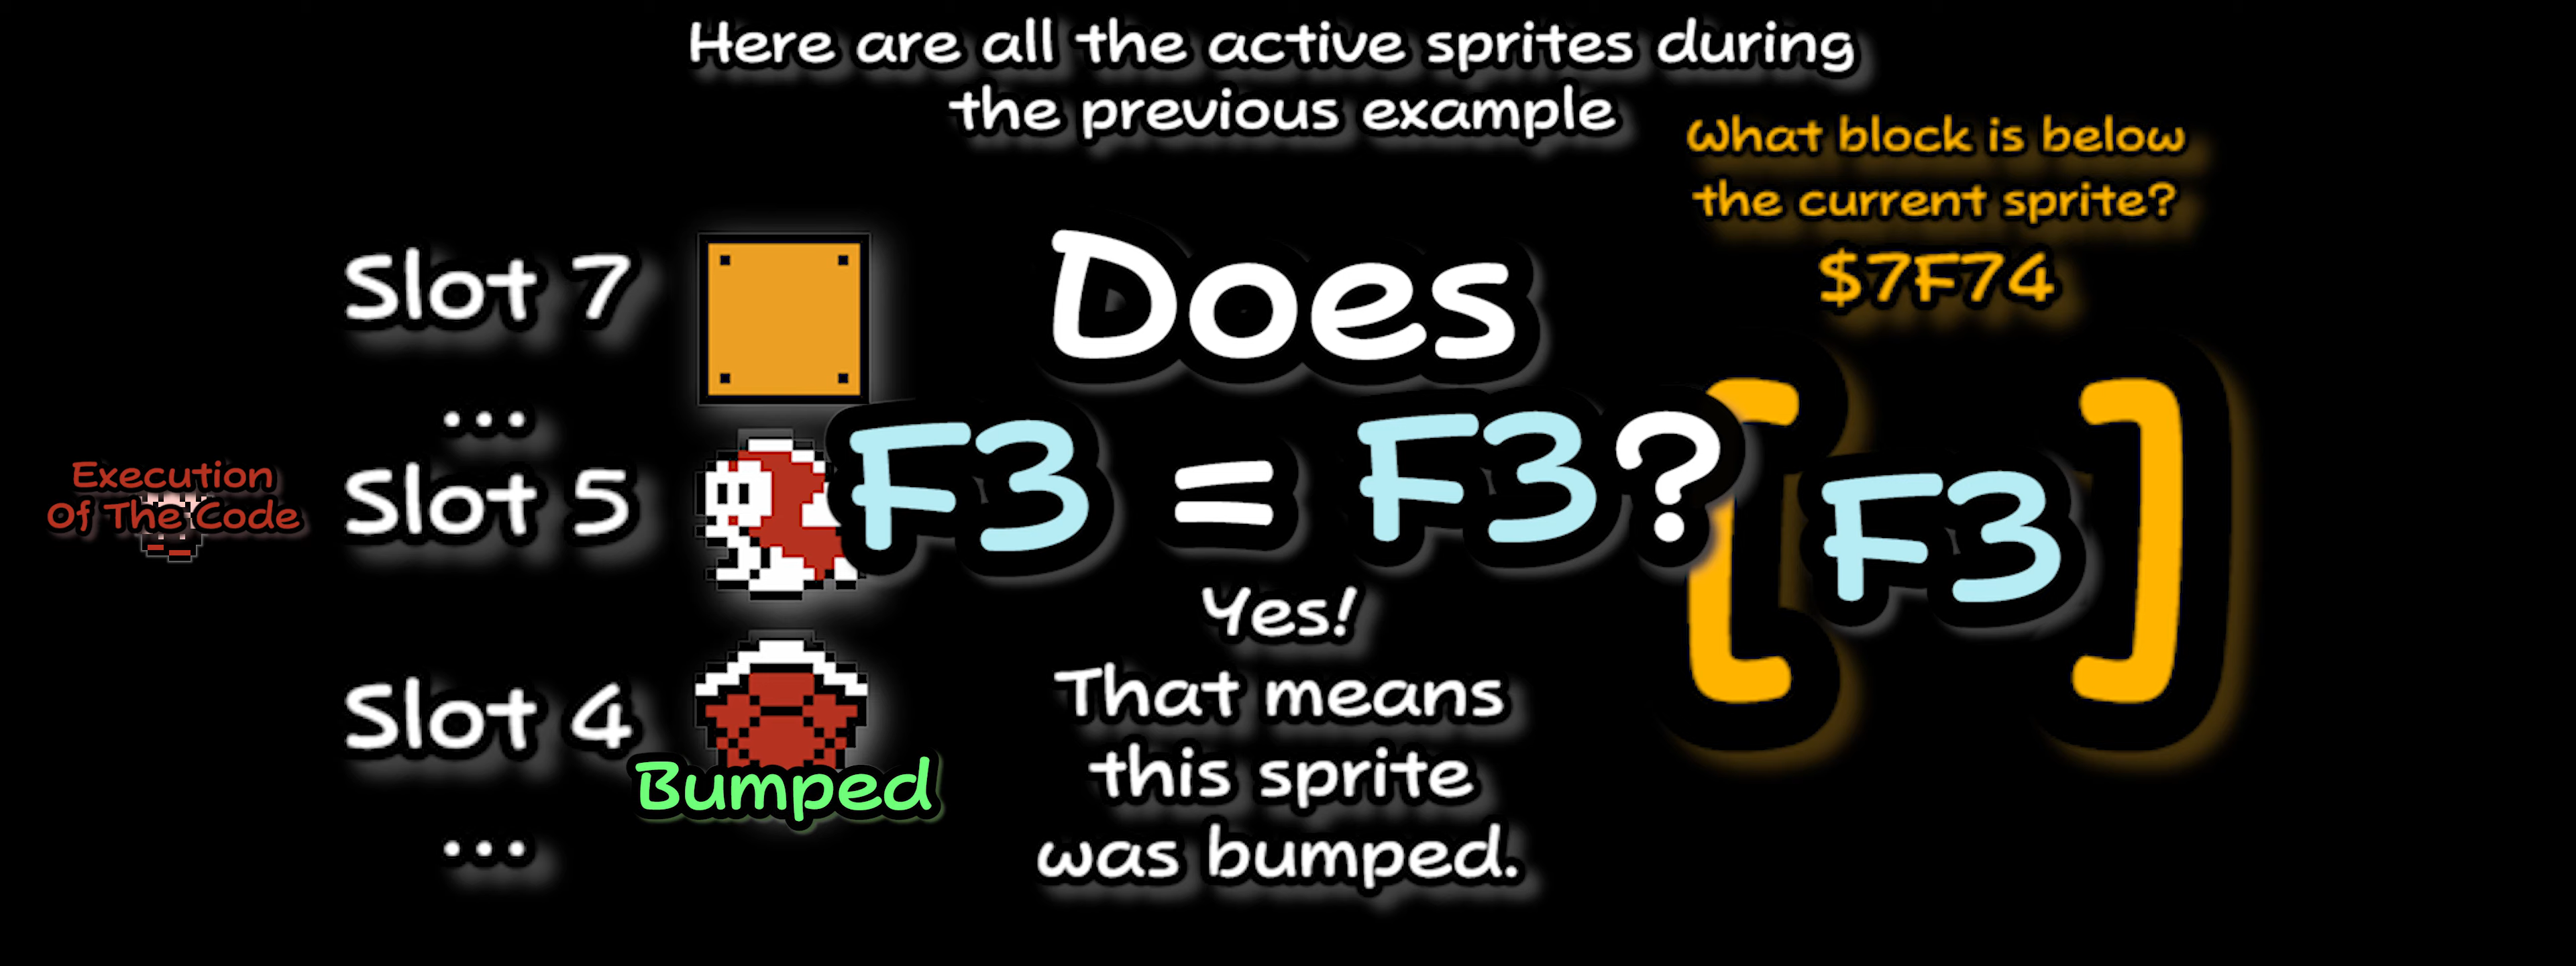 Here are all the active sprites during
the previous example
What block is below
the current sprite?
$7F74
Slot 7
...
Execution
Of The Code
Slot 5
Slot 4
Bumped
...
Does
F3 = F3?
Yes!
That means
this sprite
was bumped.
[ F3 ]